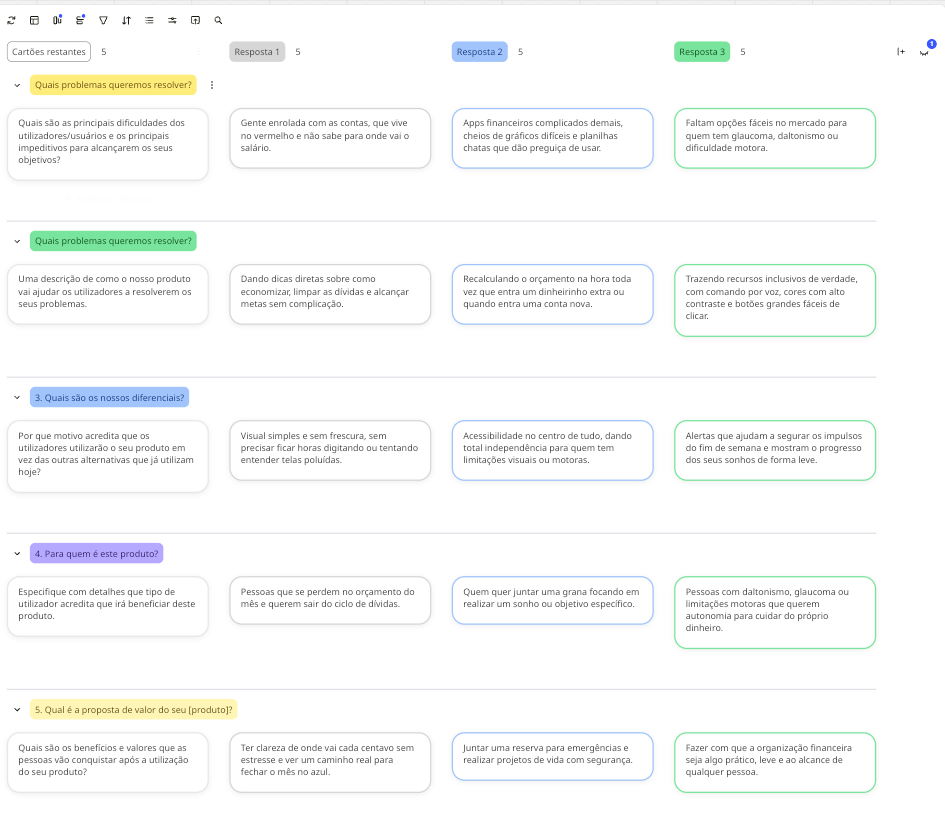 Cartões restantes 5
Resposta 1 5
Resposta 2 5
Resposta 3 5
1
Quais problemas queremos resolver?
Quais são as principais dificuldades dos
utilizadores/usuários e os principais
impeditivos para alcançarem os seus
objetivos?
Gente enrolada com as contas, que vive
no vermelho e não sabe para onde vai o
salário.
Apps financeiros complicados demais,
cheios de gráficos difíceis e planilhas
chatas que dão preguiça de usar.
Faltam opções fáceis no mercado para
quem tem glaucoma, daltonismo ou
dificuldade motora.
Quais problemas queremos resolver?
Uma descrição de como o nosso produto
vai ajudar os utilizadores a resolverem os
seus problemas.
Dando dicas diretas sobre como
economizar, limpar as dívidas e alcançar
metas sem complicação.
Recalculando o orçamento na hora toda
vez que entra um dinheirinho extra ou
quando entra uma conta nova.
Trazendo recursos inclusivos de verdade,
com comando por voz, cores com alto
contraste e botões grandes fáceis de
clicar.
3. Quais são os nossos diferenciais?
Por que motivo acredita que os
utilizadores utilizarão o seu produto em
vez das outras alternativas que já utilizam
hoje?
Visual simples e sem frescura, sem
precisar ficar horas digitando ou tentando
entender telas poluídas.
Acessibilidade no centro de tudo, dando
total independência para quem tem
limitações visuais ou motoras.
Alertas que ajudam a segurar os impulsos
do fim de semana e mostram o progresso
dos seus sonhos de forma leve.
4. Para quem é este produto?
Especifique com detalhes que tipo de
utilizador acredita que irá beneficiar deste
produto.
Pessoas que se perdem no orçamento do
mês e querem sair do ciclo de dívidas.
Quem quer juntar uma grana focando em
realizar um sonho ou objetivo específico.
Pessoas com daltonismo, glaucoma ou
limitações motoras que querem
autonomia para cuidar do próprio
dinheiro.
5. Qual é a proposta de valor do seu [produto]?
Quais são os benefícios e valores que as
pessoas vão conquistar após a utilização
do seu produto?
Ter clareza de onde vai cada centavo sem
estresse e ver um caminho real para
fechar o mês no azul.
Juntar uma reserva para emergências e
realizar projetos de vida com segurança.
Fazer com que a organização financeira
seja algo prático, leve e ao alcance de
qualquer pessoa.